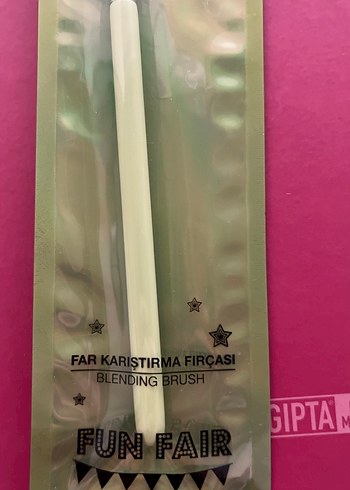 FAR KARIŞTIRMA FIRÇASI
BLENDING BRUSH
FUN FAIR
GIPTA